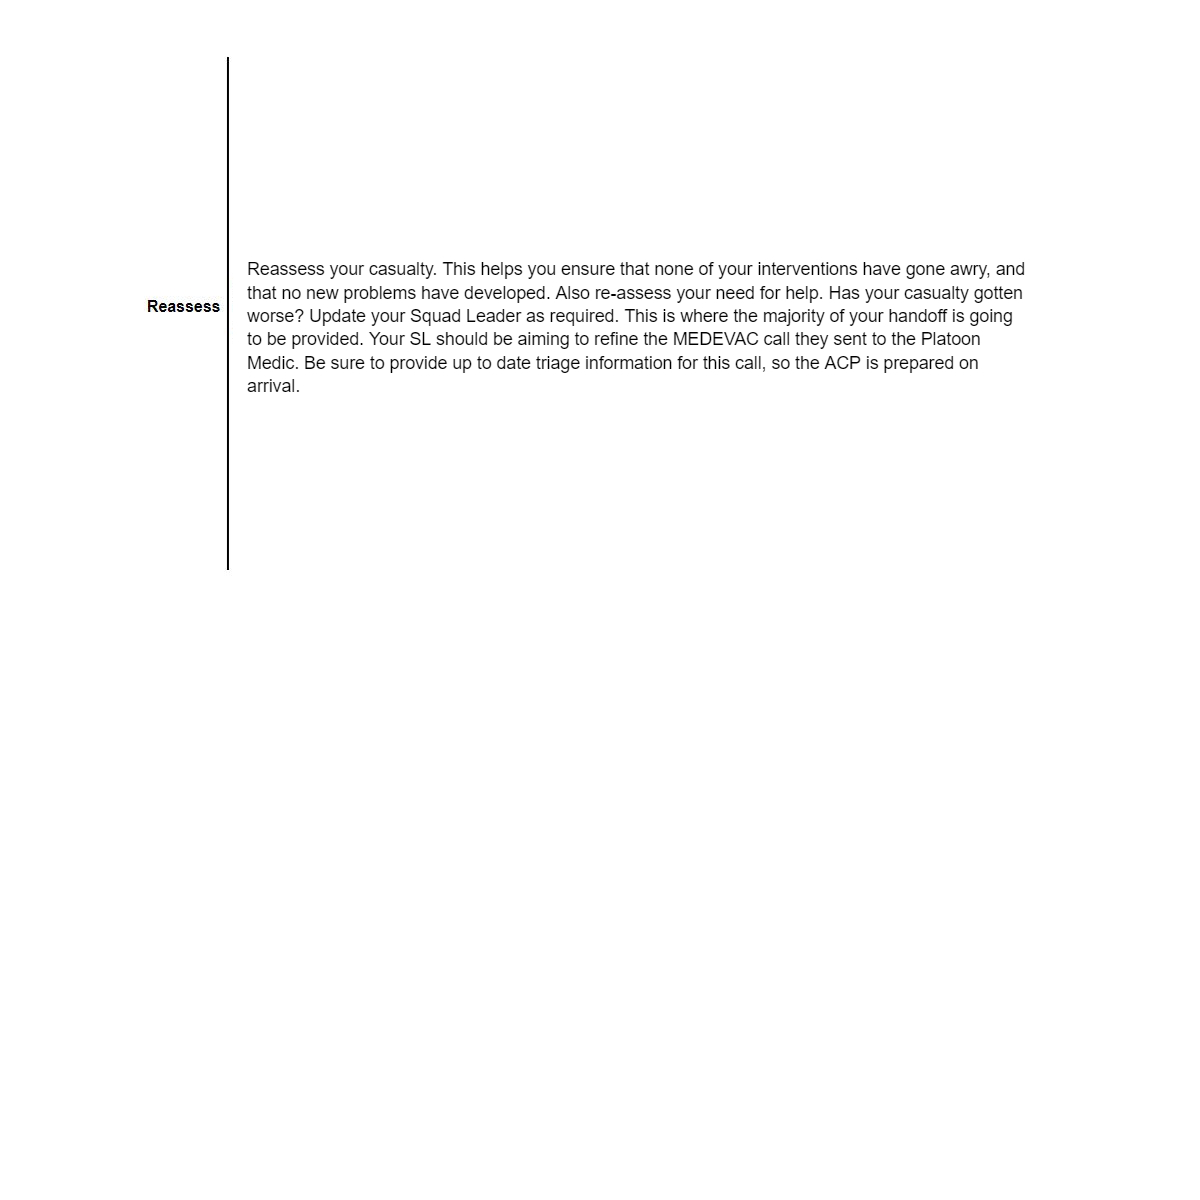 Reassess
Reassess your casualty. This helps you ensure that none of your interventions have gone awry, and
that no new problems have developed. Also re-assess your need for help. Has your casualty gotten
worse? Update your Squad Leader as required. This is where the majority of your handoff is going
to be provided. Your SL should be aiming to refine the MEDEVAC call they sent to the Platoon
Medic. Be sure to provide up to date triage information for this call, so the ACP is prepared on
arrival.